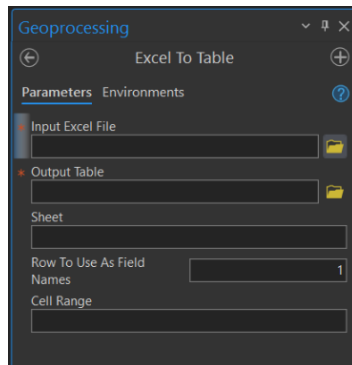 Geoprocessing
Excel To Table
Parameters Environments
* Input Excel File
* Output Table
Sheet
Row To Use As Field
Names
1
Cell Range